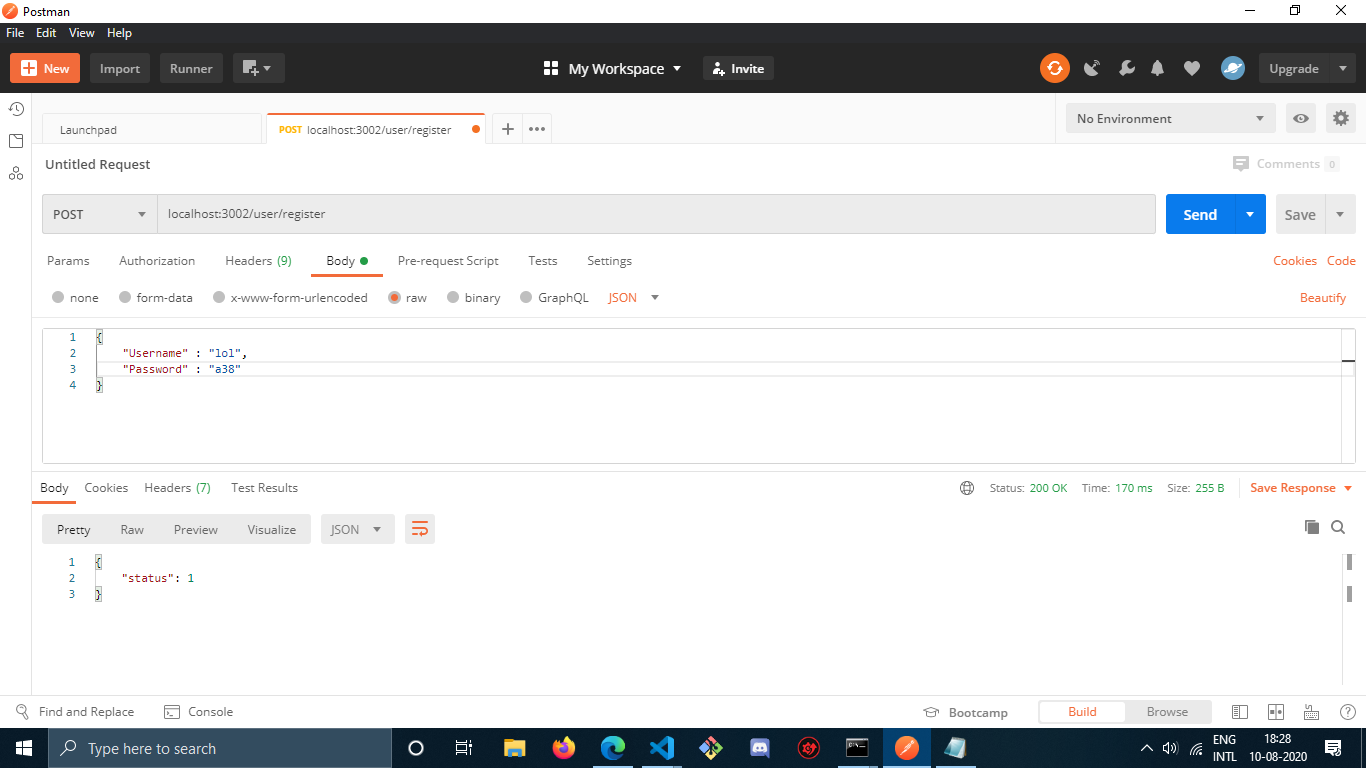 Postman
File Edit View Help
New Import Runner My Workspace Invite Upgrade
Launchpad POST localhost:3002/user/register No Environment
Untitled Request Comments 0
POST localhost:3002/user/register Send Save
Params Authorization Headers (9) Body Pre-request Script Tests Settings Cookies Code
none form-data x-www-form-urlencoded raw binary GraphQL JSON Beautify
1 {
2 "Username" : "lol",
3 "Password" : "a38"
4 }
Body Cookies Headers (7) Test Results Status: 200 OK Time: 170 ms Size: 255 B Save Response
Pretty Raw Preview Visualize JSON
1 {
2 "status": 1
3 }
Find and Replace Console Bootcamp Build Browse
Type here to search ENG 18:28
INTL 10-08-2020